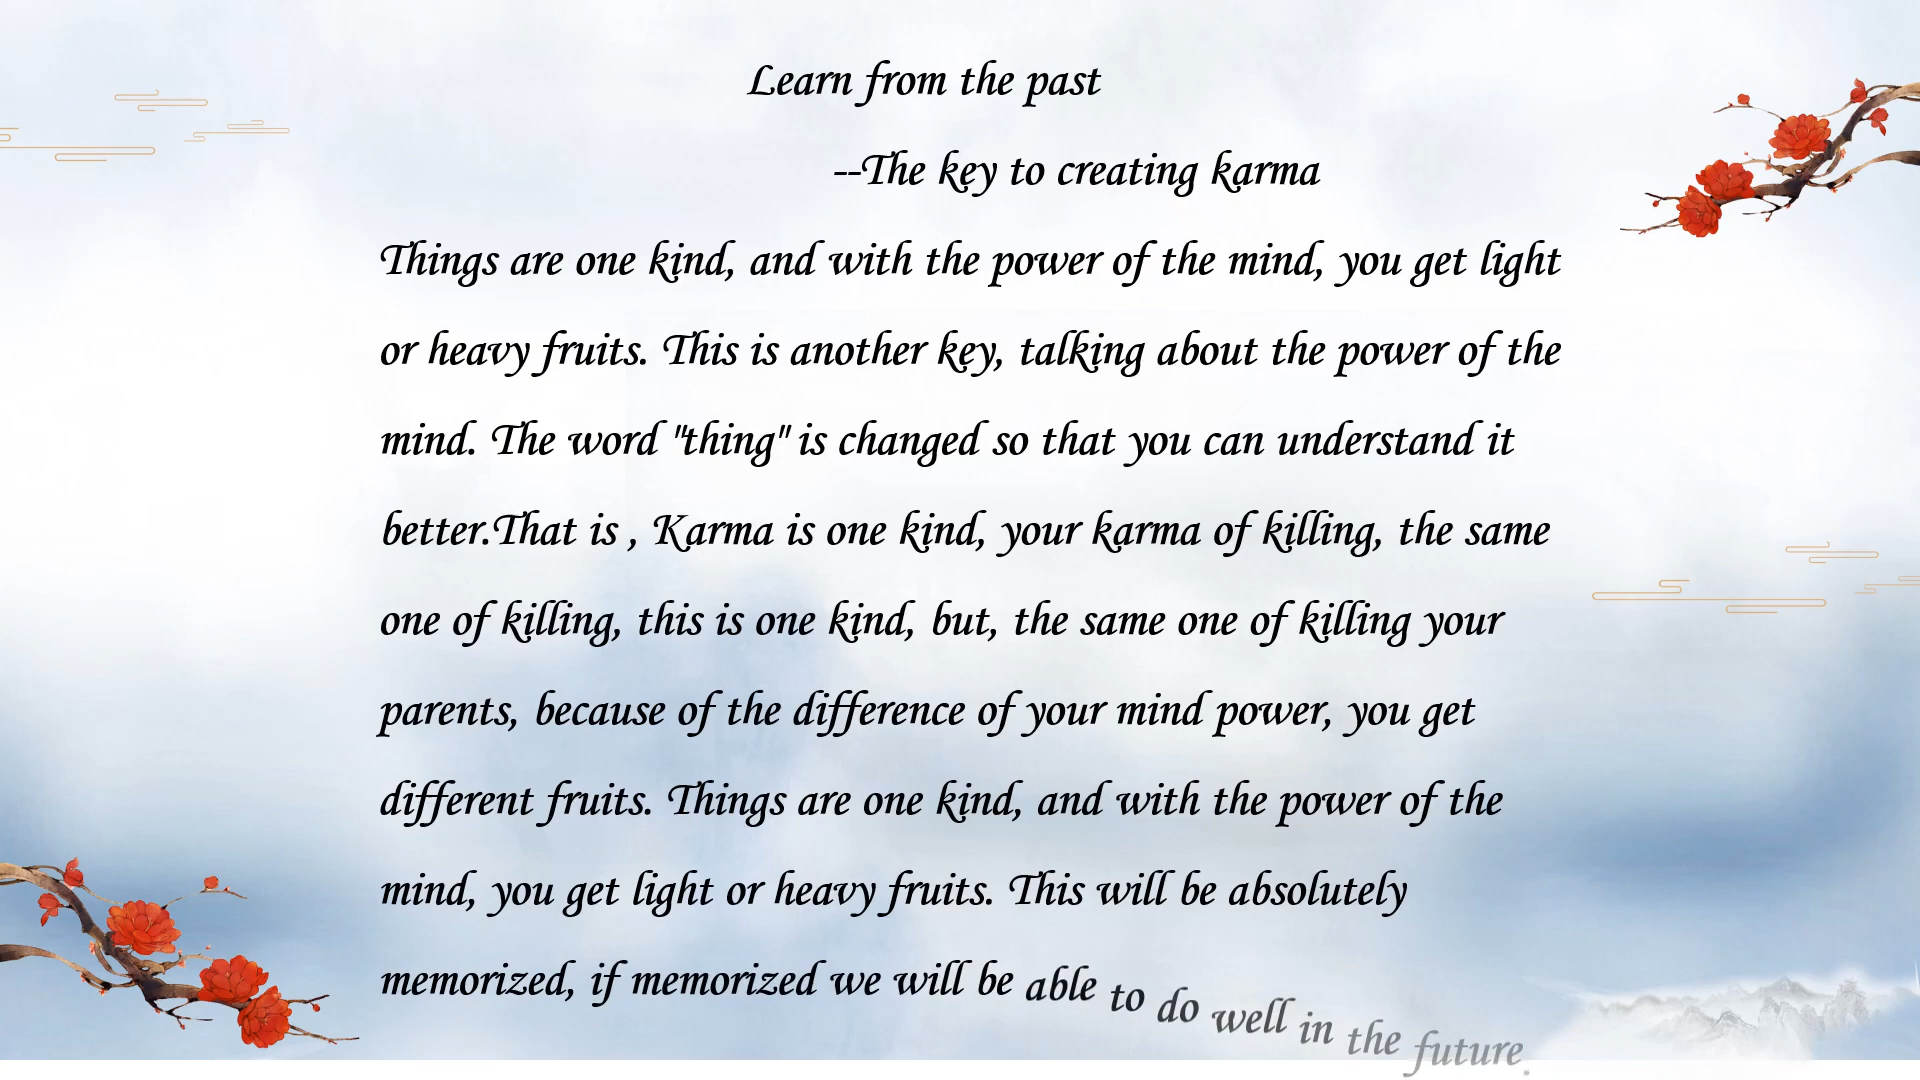 Learn from the past
--The key to creating karma
Things are one kind, and with the power of the mind, you get light
or heavy fruits. This is another key, talking about the power of the
mind. The word "thing" is changed so that you can understand it
better.That is , Karma is one kind, your karma of killing, the same
one of killing, this is one kind, but, the same one of killing your
parents, because of the difference of your mind power, you get
different fruits. Things are one kind, and with the power of the
mind, you get light or heavy fruits. This will be absolutely
memorized, if memorized we will be able to do well in the future.